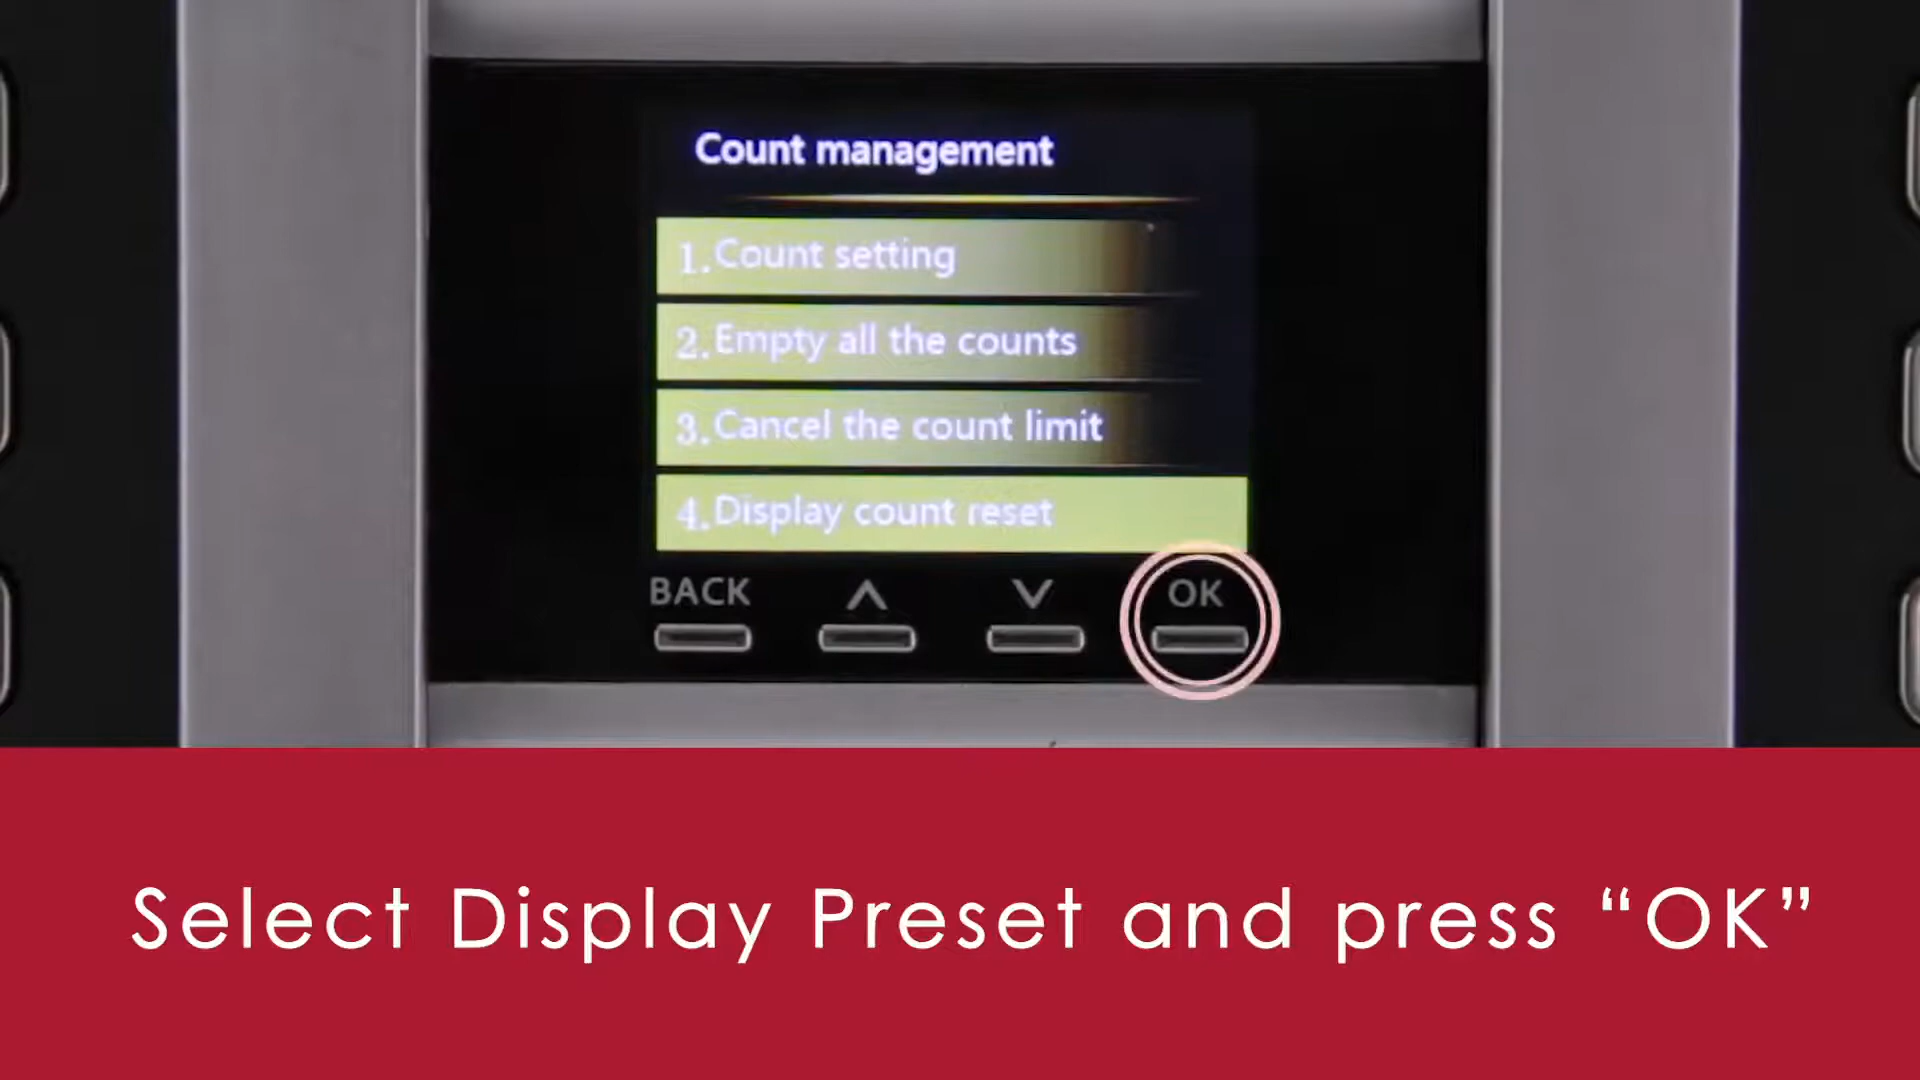 Count management
1.Count setting
2.Empty all the counts
3.Cancel the count limit
4.Display count reset
BACK
OK
Select Display Preset and press “OK”